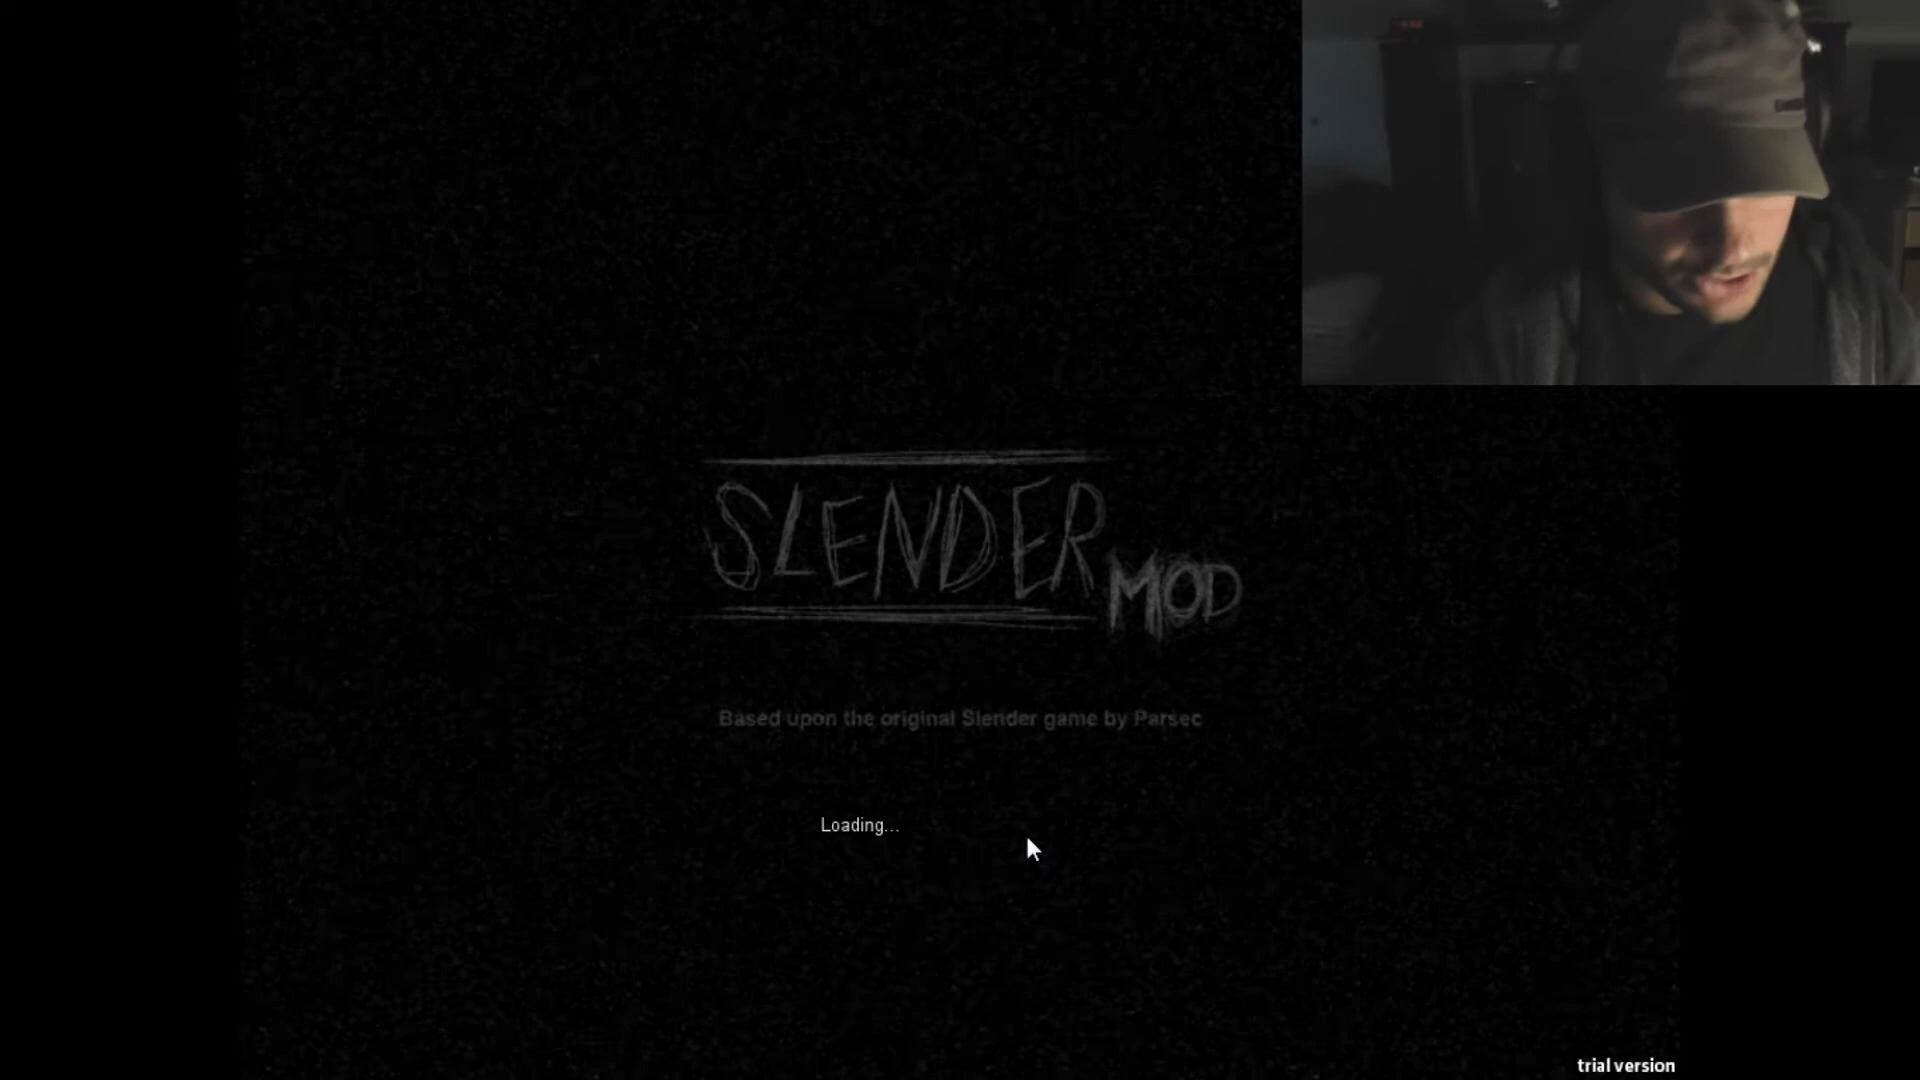 SLENDER
MOD
Based upon the original Slender game by Parsec
Loading...
trial version